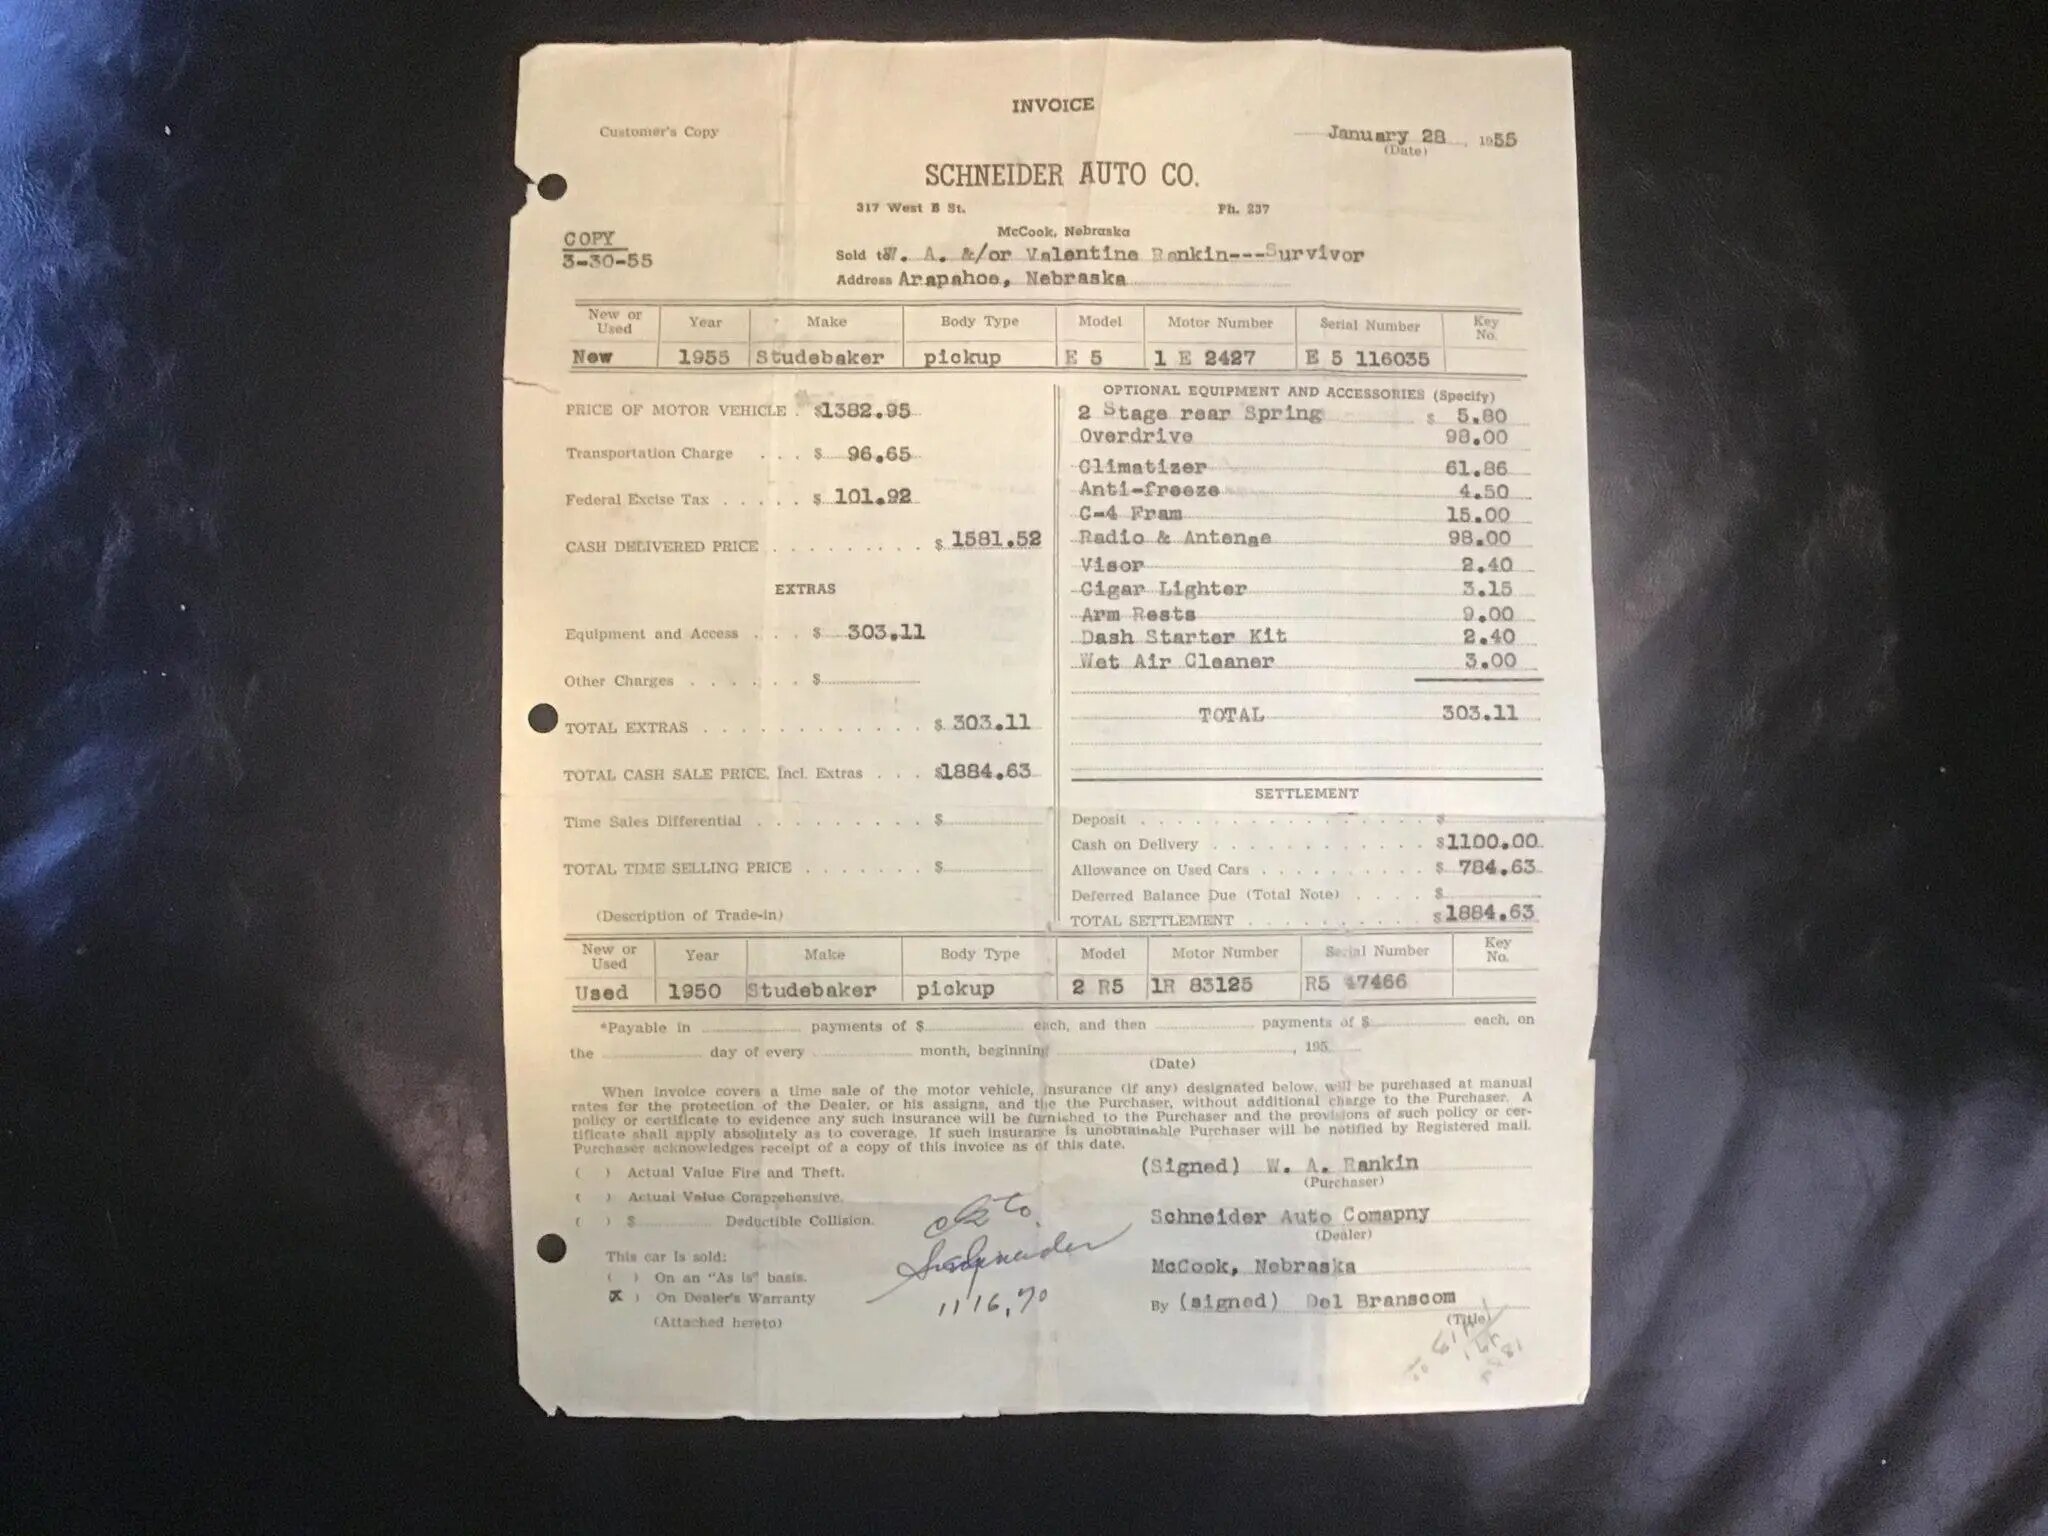 INVOICE
Customer's Copy
January 28, 1955
(Date)
SCHNEIDER AUTO CO.
317 West B St. Ph. 237
McCook, Nebraska
COPY
3-30-55
Sold to W. A. &/or Valentine Rankin---Survivor
Address Arapahoe, Nebraska
New or Used Year Make Body Type Model Motor Number Serial Number Key No.
New 1955 Studebaker pickup E 5 1 E 2427 E 5 116035
PRICE OF MOTOR VEHICLE . $1382.95
Transportation Charge . . . $ 96.65
Federal Excise Tax . . . . . $ 101.92
CASH DELIVERED PRICE . . . . . . . . . $ 1581.52
EXTRAS
Equipment and Access . . . $ 303.11
Other Charges . . . . . . $
TOTAL EXTRAS . . . . . . . . . . . . $ 303.11
TOTAL CASH SALE PRICE, Incl. Extras . . . $1884.63
Time Sales Differential . . . . . . . . . $
TOTAL TIME SELLING PRICE . . . . . . . $
(Description of Trade-in)
OPTIONAL EQUIPMENT AND ACCESSORIES (Specify)
2 Stage rear Spring $ 5.80
Overdrive 98.00
Climatizer 61.86
Anti-freeze 4.50
C-4 Fram 15.00
Radio & Antenae 98.00
Visor 2.40
Cigar Lighter 3.15
Arm Rests 9.00
Dash Starter Kit 2.40
Wet Air Cleaner 3.00
TOTAL 303.11
SETTLEMENT
Deposit . . . . . . . . . . . . . . . . $
Cash on Delivery . . . . . . . . . . . . $1100.00
Allowance on Used Cars . . . . . . . . . . $ 784.63
Deferred Balance Due (Total Note) . . . . $
TOTAL SETTLEMENT . . . . . . . . . . $1884.63
New or Used Year Make Body Type Model Motor Number Serial Number Key No.
Used 1950 Studebaker pickup 2 R5 1R 83125 R5 47466
*Payable in payments of $ each, and then payments of $ each, on
the day of every month, beginning , 195
(Date)
When invoice covers a time sale of the motor vehicle, insurance (if any) designated below, will be purchased at manual
rates for the protection of the Dealer, or his assigns, and the the Purchaser, without additional charge to the Purchaser. A
policy or certificate to evidence any such insurance will be furnished to the Purchaser and the provisions of such policy or cer-
tificate shall apply absolutely as to coverage. If such insurance is unobtainable Purchaser will be notified by Registered mail.
Purchaser acknowledges receipt of a copy of this invoice as of this date.
( ) Actual Value Fire and Theft.
( ) Actual Value Comprehensive.
( ) $ Deductible Collision.
This car is sold:
( ) On an "As is" basis.
(X) On Dealer's Warranty
(Attached hereto)
Schneider
11 16, 70
(Signed) W. A. Rankin
(Purchaser)
Schneider Auto Comapny
(Dealer)
McCook, Nebraska
By (signed) Del Branscom
(Title)